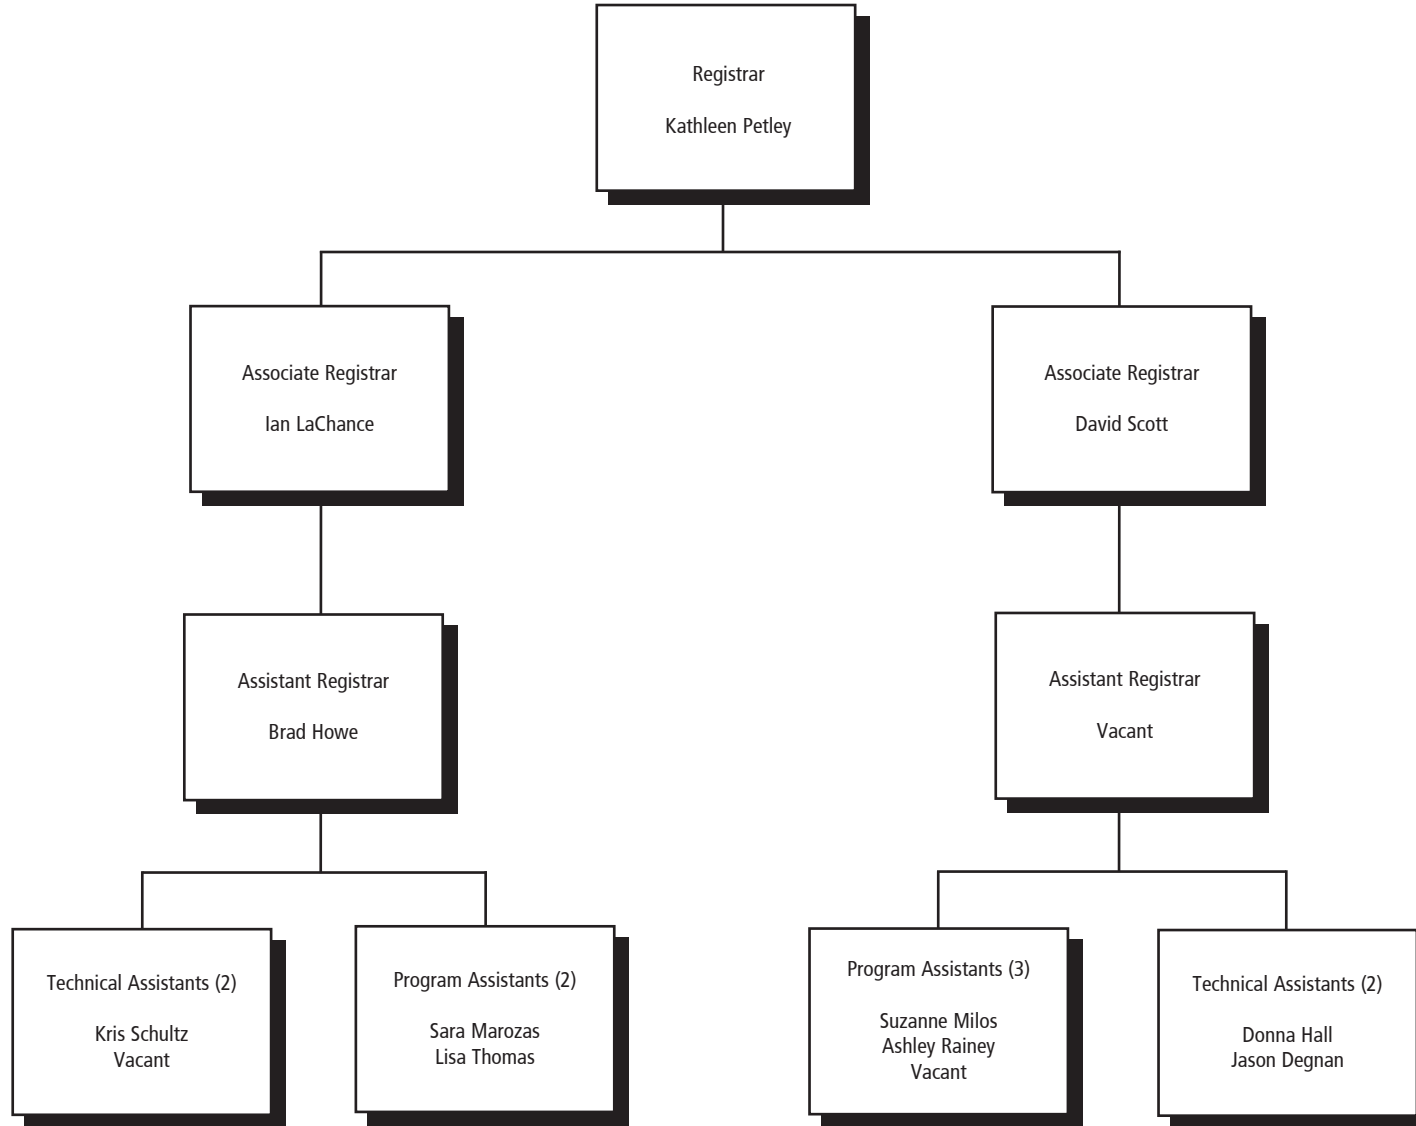 Registrar
Kathleen Petley
Associate Registrar
Ian LaChance
Associate Registrar
David Scott
Assistant Registrar
Brad Howe
Assistant Registrar
Vacant
Technical Assistants (2)
Kris Schultz
Vacant
Program Assistants (2)
Sara Marozas
Lisa Thomas
Program Assistants (3)
Suzanne Milos
Ashley Rainey
Vacant
Technical Assistants (2)
Donna Hall
Jason Degnan